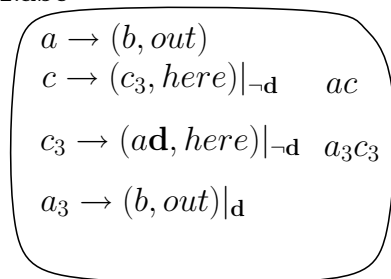 a → (b, out)
c → (c₃, here)|¬d ac
c₃ → (ad, here)|¬d a₃c₃
a₃ → (b, out)|d